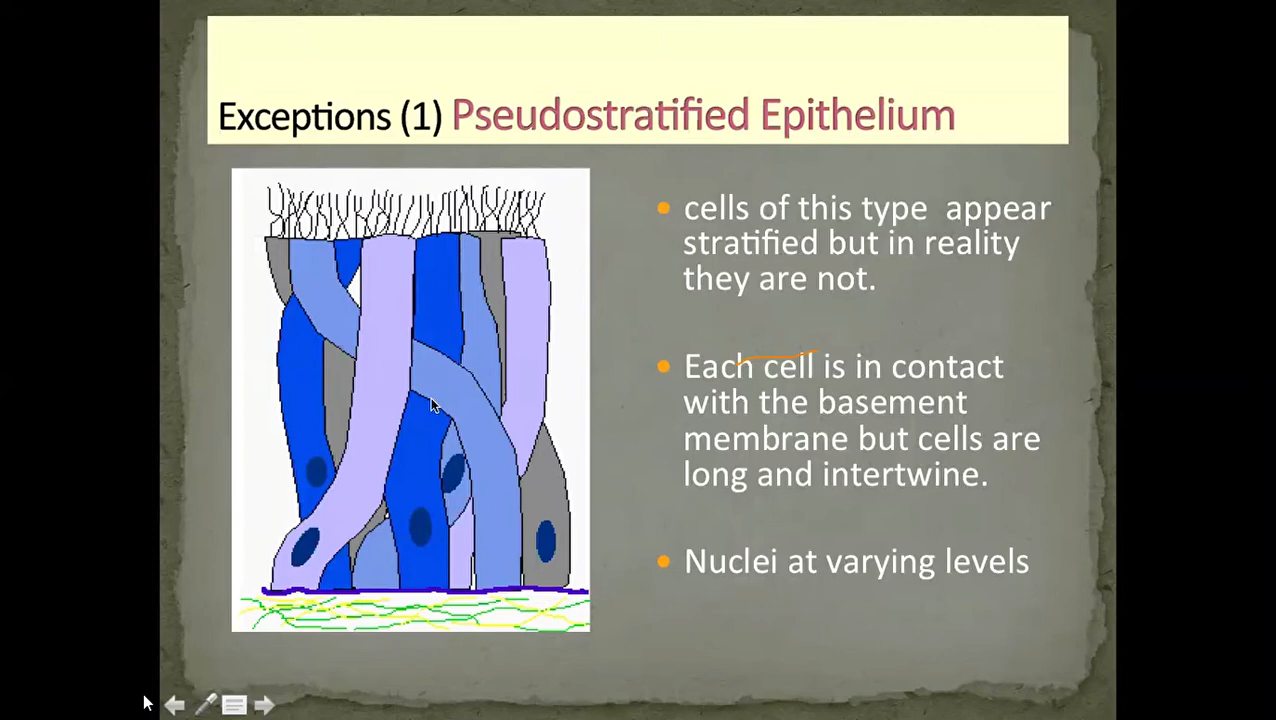 Exceptions (1) Pseudostratified Epithelium
• cells of this type appear
stratified but in reality
they are not.
• Each cell is in contact
with the basement
membrane but cells are
long and intertwine.
• Nuclei at varying levels